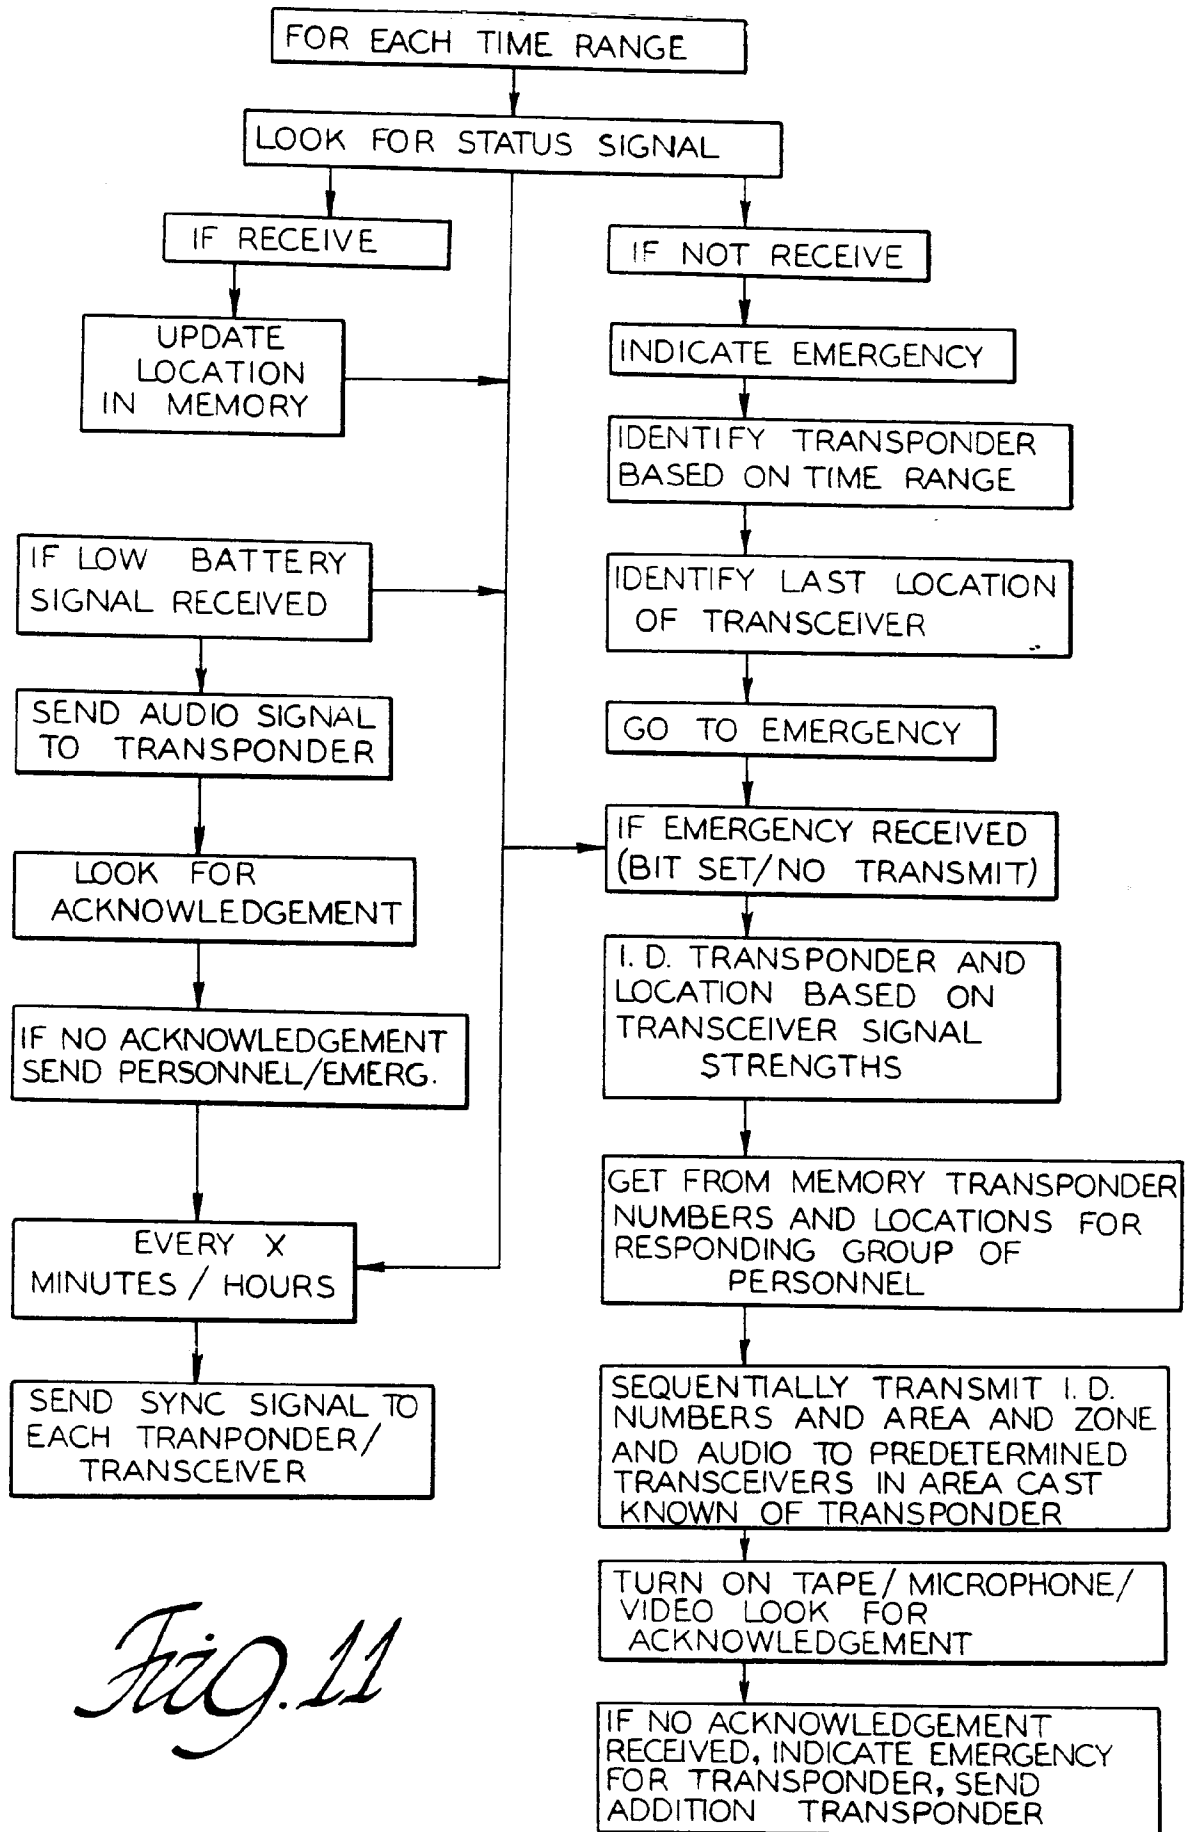 FOR EACH TIME RANGE
LOOK FOR STATUS SIGNAL
IF RECEIVE
UPDATE
LOCATION
IN MEMORY
IF LOW BATTERY
SIGNAL RECEIVED
SEND AUDIO SIGNAL
TO TRANSPONDER
LOOK FOR
ACKNOWLEDGEMENT
IF NO ACKNOWLEDGEMENT
SEND PERSONNEL/EMERG.
EVERY X
MINUTES / HOURS
SEND SYNC SIGNAL TO
EACH TRANPONDER/
TRANSCEIVER
IF NOT RECEIVE
INDICATE EMERGENCY
IDENTIFY TRANSPONDER
BASED ON TIME RANGE
IDENTIFY LAST LOCATION
OF TRANSCEIVER
GO TO EMERGENCY
IF EMERGENCY RECEIVED
(BIT SET/NO TRANSMIT)
I. D. TRANSPONDER AND
LOCATION BASED ON
TRANSCEIVER SIGNAL
STRENGTHS
GET FROM MEMORY TRANSPONDER
NUMBERS AND LOCATIONS FOR
RESPONDING GROUP OF
PERSONNEL
SEQUENTIALLY TRANSMIT I. D.
NUMBERS AND AREA AND ZONE
AND AUDIO TO PREDETERMINED
TRANSCEIVERS IN AREA CAST
KNOWN OF TRANSPONDER
TURN ON TAPE/ MICROPHONE/
VIDEO LOOK FOR
ACKNOWLEDGEMENT
IF NO ACKNOWLEDGEMENT
RECEIVED, INDICATE EMERGENCY
FOR TRANSPONDER, SEND
ADDITION TRANSPONDER
Fig. 11